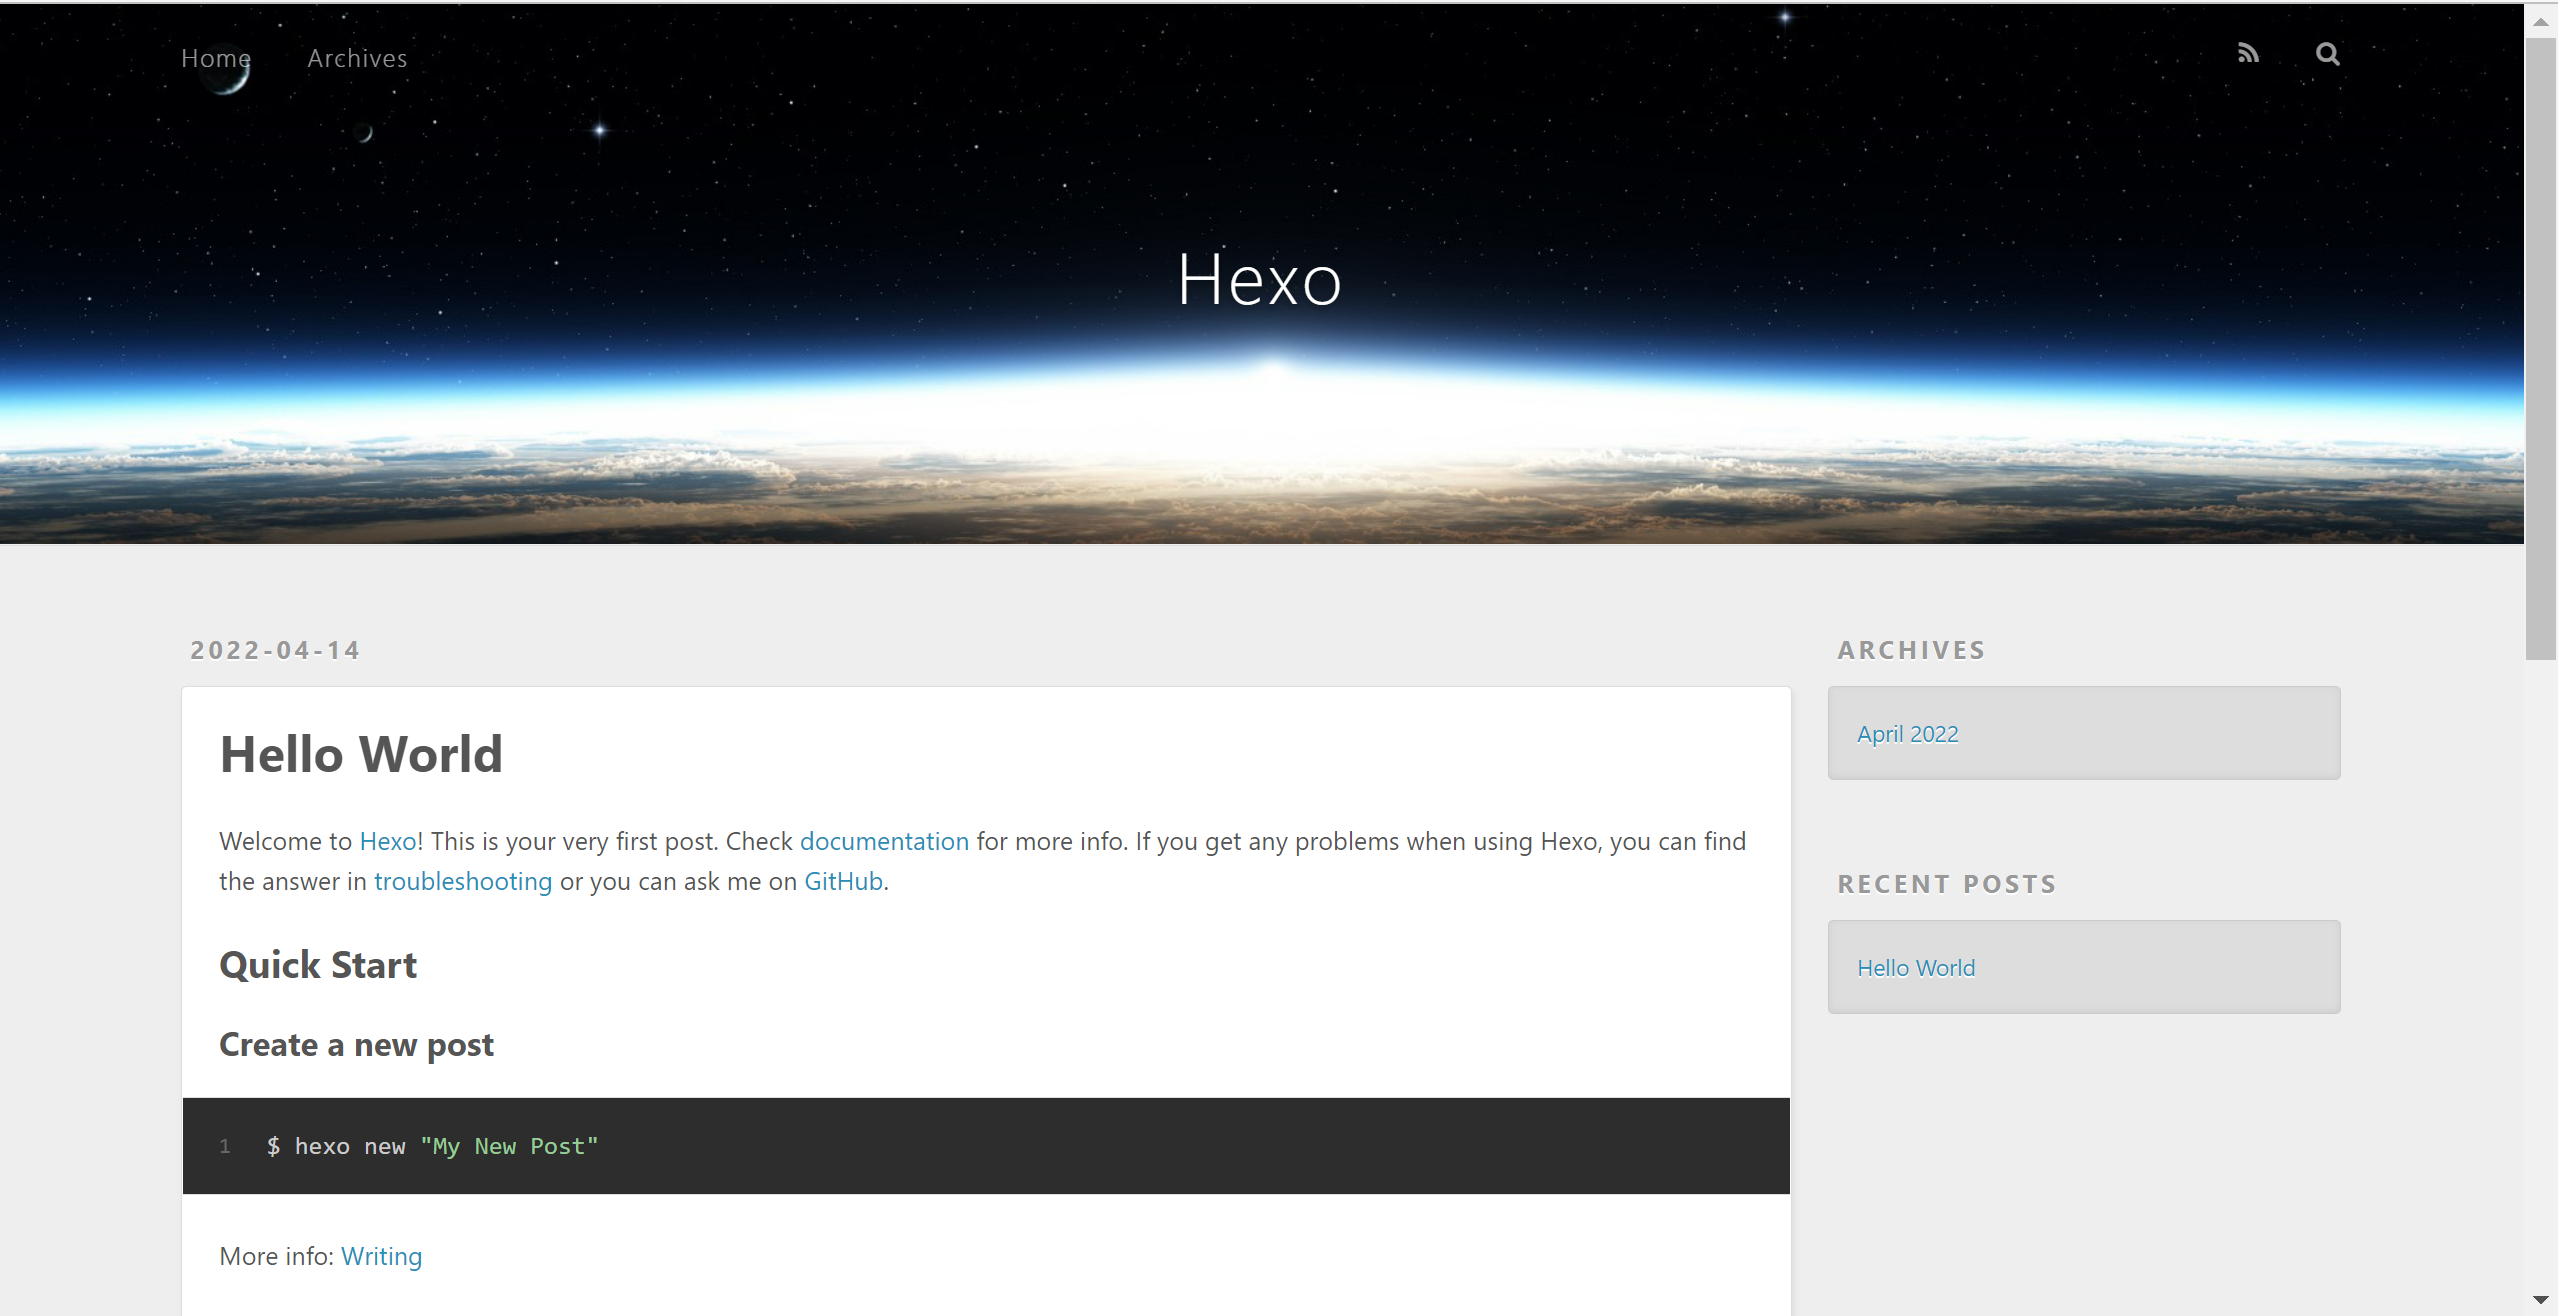 Home Archives
Hexo
2022-04-14
Hello World
Welcome to Hexo! This is your very first post. Check documentation for more info. If you get any problems when using Hexo, you can find
the answer in troubleshooting or you can ask me on GitHub.
Quick Start
Create a new post
1 $ hexo new "My New Post"
More info: Writing
ARCHIVES
April 2022
RECENT POSTS
Hello World